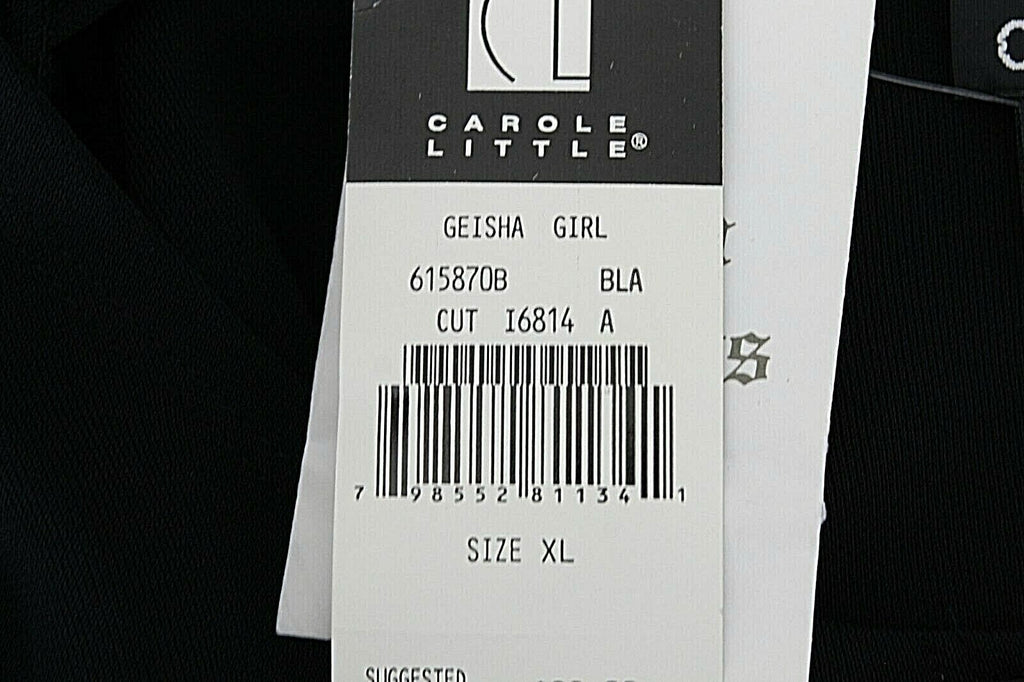 CAROLE
LITTLE®
GEISHA GIRL
615870B BLA
CUT I6814 A
7 98552 81134 1
SIZE XL
SUGGESTED